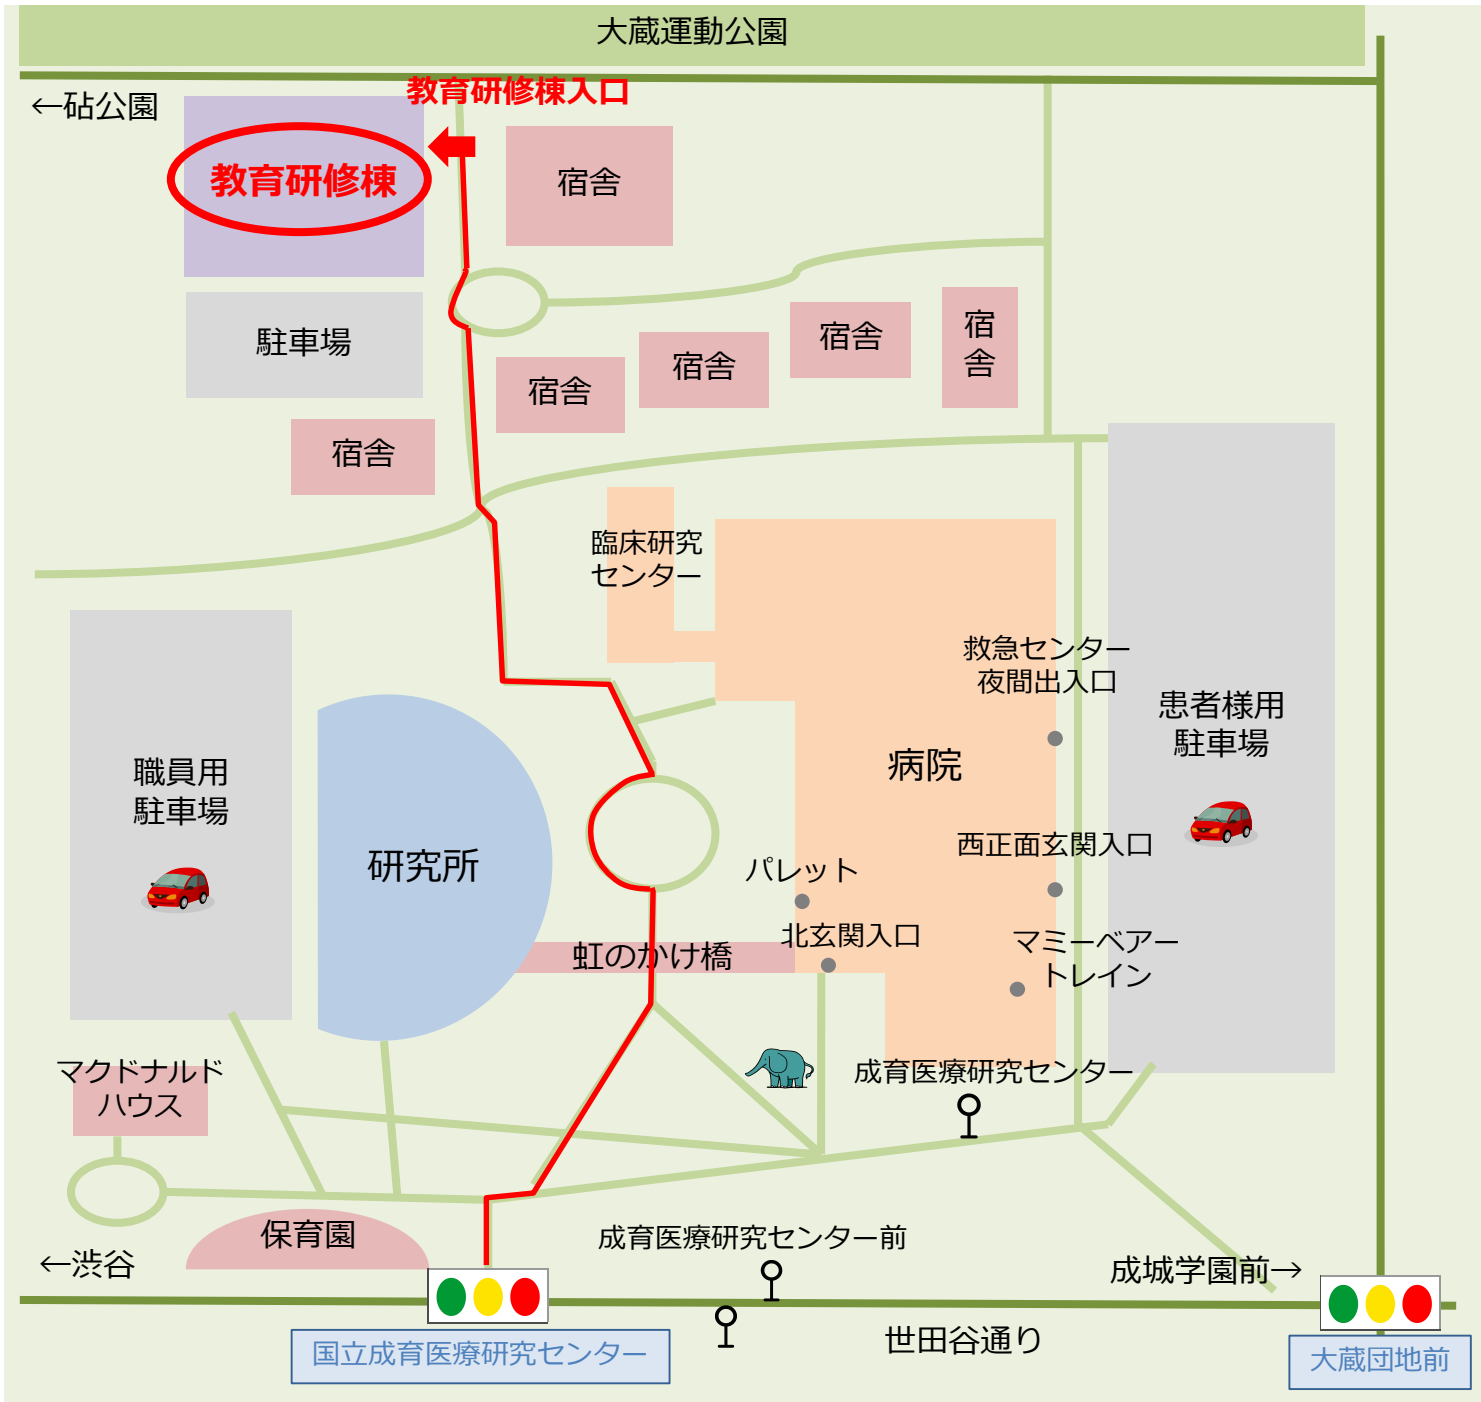 大蔵運動公園
←砧公園
教育研修棟入口
教育研修棟
宿舎
駐車場
宿舎
宿舎
宿舎
宿
舎
宿舎
臨床研究
センター
救急センター
夜間出入口
患者様用
駐車場
病院
職員用
駐車場
研究所
西正面玄関入口
パレット
北玄関入口
虹のかけ橋
マミーベアー
トレイン
マクドナルド
ハウス
成育医療研究センター
保育園
成育医療研究センター前
←渋谷
成城学園前→
世田谷通り
国立成育医療研究センター
大蔵団地前